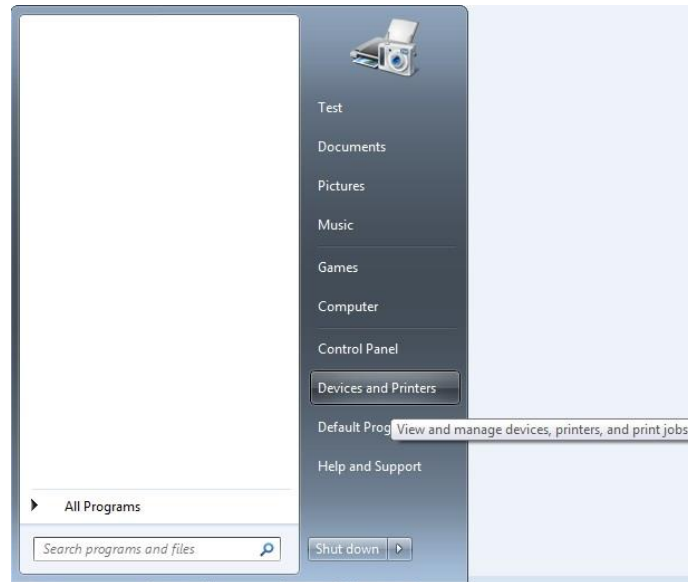 Test
Documents
Pictures
Music
Games
Computer
Control Panel
Devices and Printers
Default Prog
View and manage devices, printers, and print jobs
Help and Support
All Programs
Search programs and files
Shut down